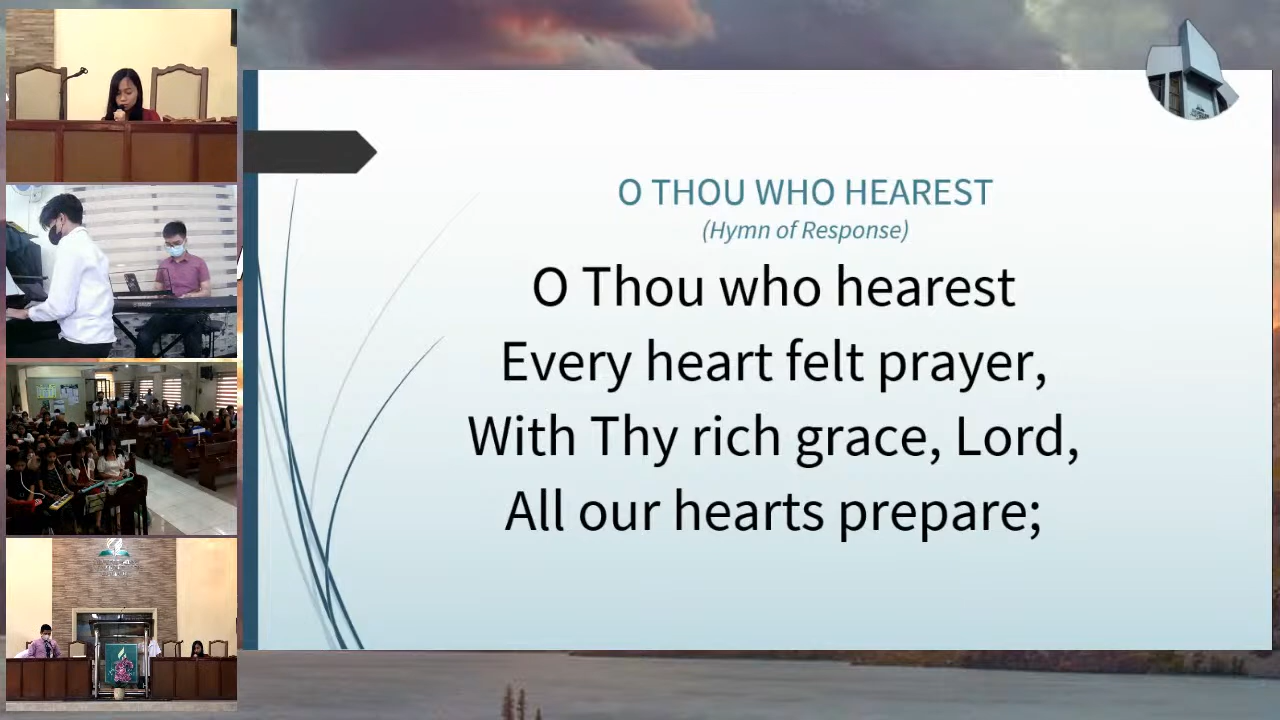 O THOU WHO HEAREST
(Hymn of Response)
O Thou who hearest
Every heart felt prayer,
With Thy rich grace, Lord,
All our hearts prepare;